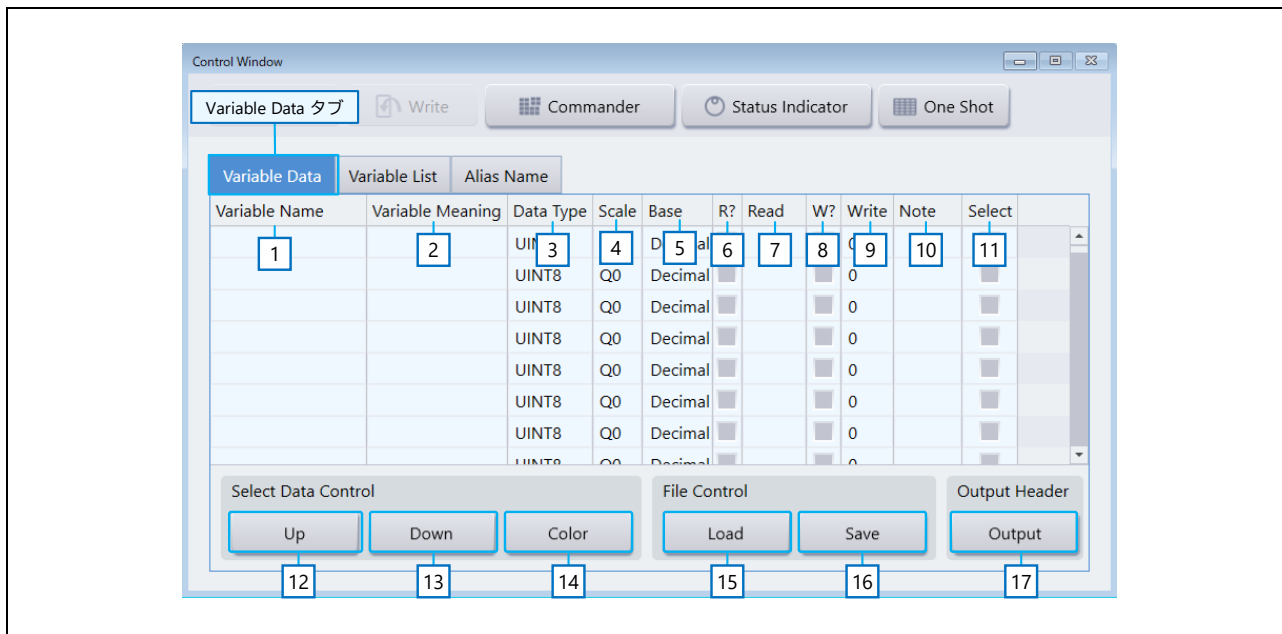 Control Window
Variable Data タブ Write Commander Status Indicator One Shot
Variable Data Variable List Alias Name
Variable Name Variable Meaning Data Type Scale Base R? Read W? Write Note Select
1 2 3 4 5 6 7 8 9 10 11
UINT8 Q0 Decimal 0
UINT8 Q0 Decimal 0
UINT8 Q0 Decimal 0
UINT8 Q0 Decimal 0
UINT8 Q0 Decimal 0
UINT8 Q0 Decimal 0
Select Data Control File Control Output Header
Up Down Color Load Save Output
12 13 14 15 16 17